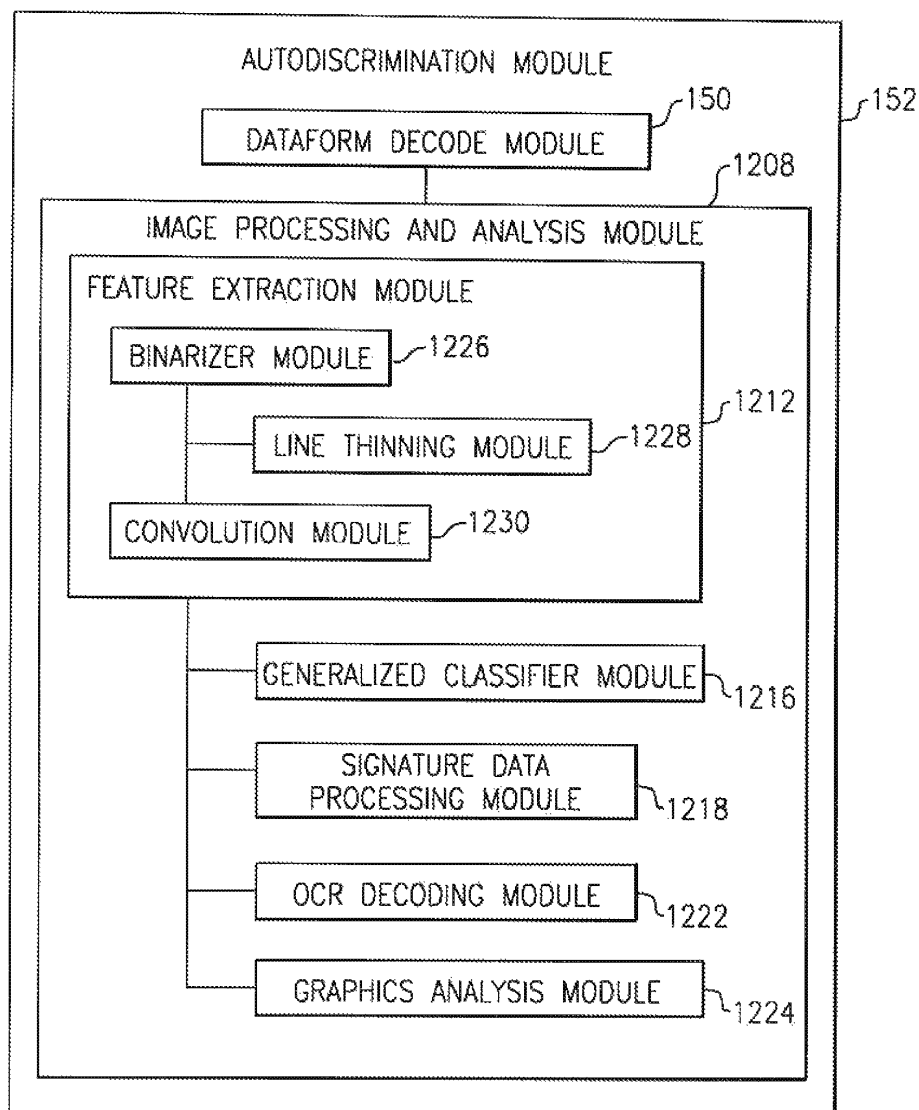 AUTODISCRIMINATION MODULE
150
152
DATAFORM DECODE MODULE
1208
IMAGE PROCESSING AND ANALYSIS MODULE
FEATURE EXTRACTION MODULE
BINARIZER MODULE
1226
1212
LINE THINNING MODULE
1228
CONVOLUTION MODULE
1230
GENERALIZED CLASSIFIER MODULE
1216
SIGNATURE DATA
PROCESSING MODULE
1218
OCR DECODING MODULE
1222
GRAPHICS ANALYSIS MODULE
1224